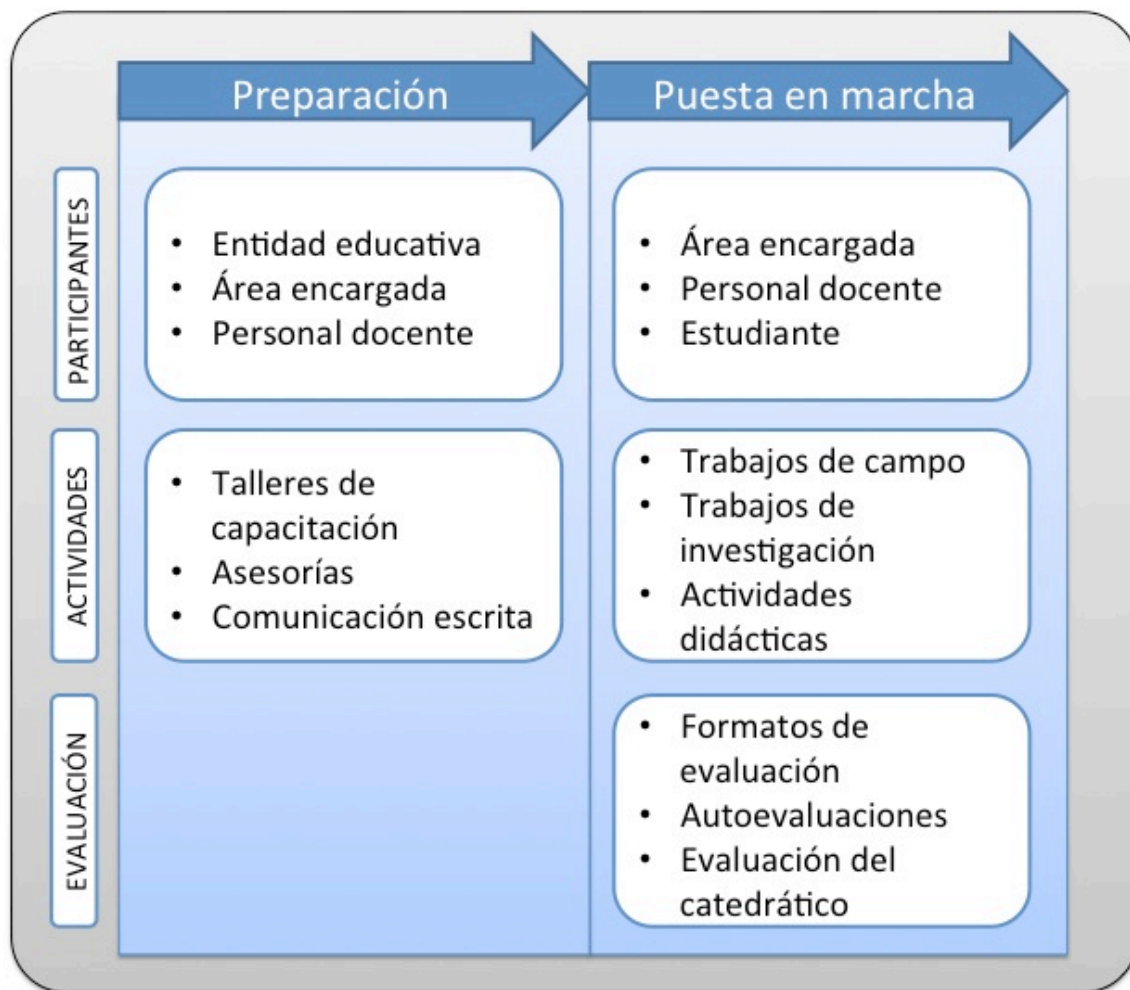 Preparación
Puesta en marcha
PARTICIPANTES
• Entidad educativa
• Área encargada
• Personal docente
• Área encargada
• Personal docente
• Estudiante
ACTIVIDADES
• Talleres de
capacitación
• Asesorías
• Comunicación escrita
• Trabajos de campo
• Trabajos de
investigación
• Actividades
didácticas
EVALUACIÓN
• Formatos de
evaluación
• Autoevaluaciones
• Evaluación del
catedrático